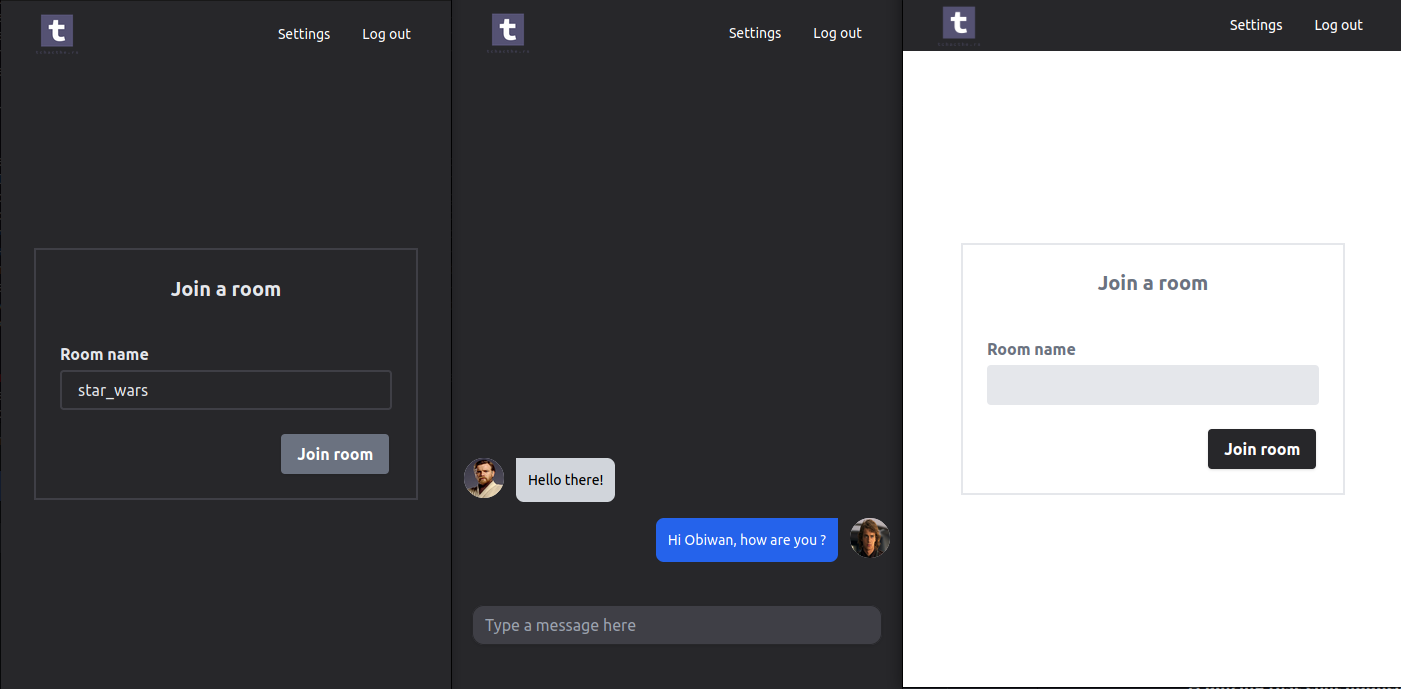 t
Settings
Log out
Join a room
Room name
star_wars
Join room
t
Settings
Log out
Hello there!
Hi Obiwan, how are you ?
Type a message here
t
Settings
Log out
Join a room
Room name
Join room